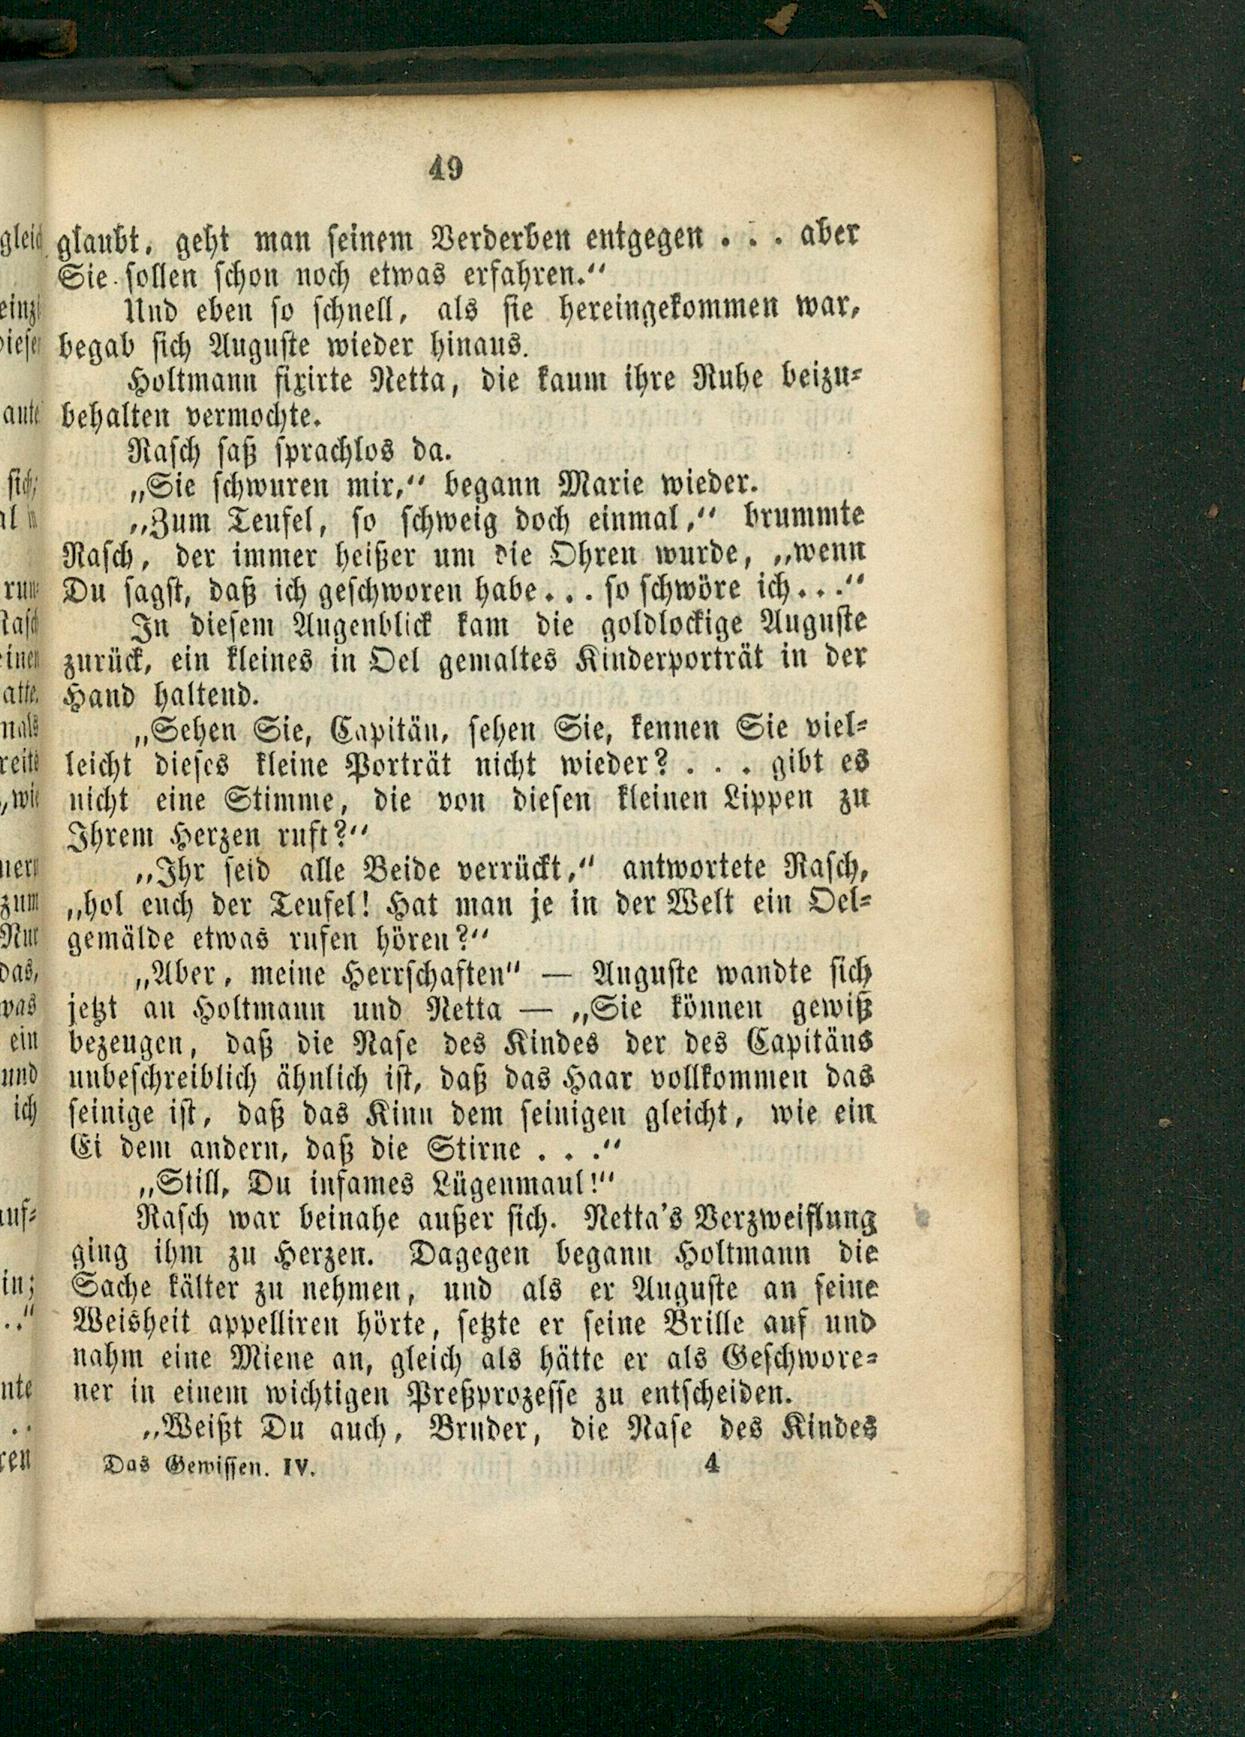 49
glaubt, geht man seinem Verderben entgegen . . . aber
Sie sollen schon noch etwas erfahren.“
Und eben so schnell, als sie hereingekommen war,
begab sich Auguste wieder hinaus.
Holtmann fixirte Netta, die kaum ihre Ruhe beizu-
behalten vermochte.
Rasch saß sprachlos da.
„Sie schwuren mir,“ begann Marie wieder.
„Zum Teufel, so schweig doch einmal,“ brummte
Rasch, der immer heißer um die Ohren wurde, „wenn
Du sagst, daß ich geschworen habe . . . so schwöre ich . . .“
In diesem Augenblick kam die goldlockige Auguste
zurück, ein kleines in Oel gemaltes Kinderporträt in der
Hand haltend.
„Sehen Sie, Capitän, sehen Sie, kennen Sie viel-
leicht dieses kleine Porträt nicht wieder? . . . gibt es
nicht eine Stimme, die von diesen kleinen Lippen zu
Ihrem Herzen ruft?“
„Ihr seid alle Beide verrückt,“ antwortete Rasch,
„hol euch der Teufel! Hat man je in der Welt ein Oel-
gemälde etwas rufen hören?“
„Aber, meine Herrschaften“ — Auguste wandte sich
jetzt an Holtmann und Netta — „Sie können gewiß
bezeugen, daß die Nase des Kindes der des Capitäns
unbeschreiblich ähnlich ist, daß das Haar vollkommen das
seinige ist, daß das Kinn dem seinigen gleicht, wie ein
Ei dem andern, daß die Stirne . . .“
„Still, Du infames Lügenmaul!“
Rasch war beinahe außer sich. Netta's Verzweiflung
ging ihm zu Herzen. Dagegen begann Holtmann die
Sache kälter zu nehmen, und als er Auguste an seine
Weisheit appelliren hörte, setzte er seine Brille auf und
nahm eine Miene an, gleich als hätte er als Geschwore-
ner in einem wichtigen Preßprozesse zu entscheiden.
„Weißt Du auch, Bruder, die Nase des Kindes
Das Gewissen. IV. 4